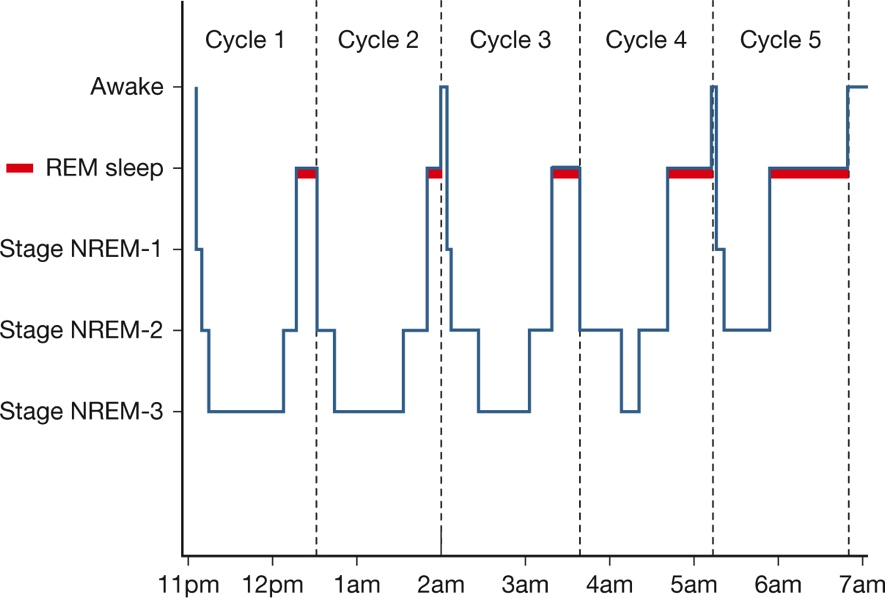 Cycle 1 Cycle 2 Cycle 3 Cycle 4 Cycle 5
Awake
REM sleep
Stage NREM-1
Stage NREM-2
Stage NREM-3
11pm 12pm 1am 2am 3am 4am 5am 6am 7am